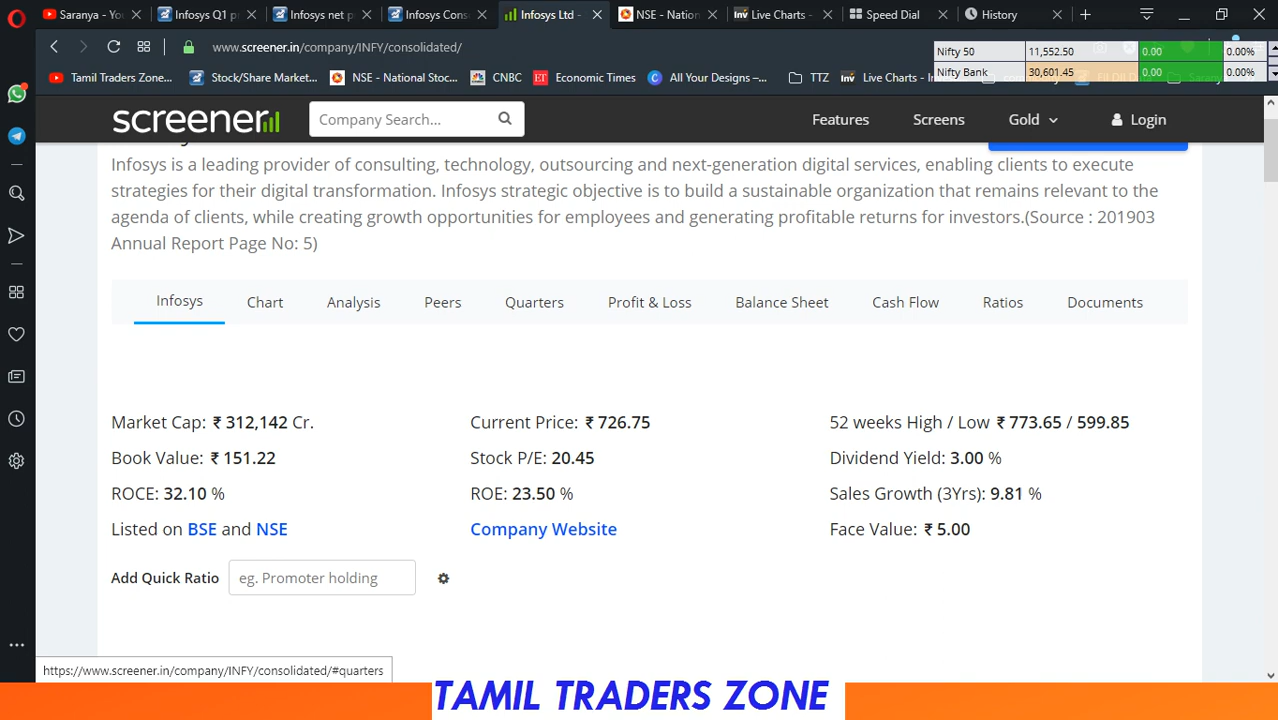 Saranya - YouTu
Infosys Q1 p
Infosys net p
Infosys Cons
Infosys Ltd -
NSE - Nation
Live Charts -
Speed Dial
History
www.screener.in/company/INFY/consolidated/
Nifty 50 11,552.50 0.00 0.00%
Nifty Bank 30,601.45 0.00 0.00%
Tamil Traders Zone...
Stock/Share Market...
NSE - National Stoc...
CNBC
Economic Times
All Your Designs –...
TTZ
Live Charts - In
screener
Company Search...
Features
Screens
Gold
Login
Infosys is a leading provider of consulting, technology, outsourcing and next-generation digital services, enabling clients to execute
strategies for their digital transformation. Infosys strategic objective is to build a sustainable organization that remains relevant to the
agenda of clients, while creating growth opportunities for employees and generating profitable returns for investors.(Source : 201903
Annual Report Page No: 5)
Infosys Chart Analysis Peers Quarters Profit & Loss Balance Sheet Cash Flow Ratios Documents
Market Cap: ₹ 312,142 Cr. Current Price: ₹ 726.75 52 weeks High / Low ₹ 773.65 / 599.85
Book Value: ₹ 151.22 Stock P/E: 20.45 Dividend Yield: 3.00 %
ROCE: 32.10 % ROE: 23.50 % Sales Growth (3Yrs): 9.81 %
Listed on BSE and NSE Company Website Face Value: ₹ 5.00
Add Quick Ratio eg. Promoter holding
https://www.screener.in/company/INFY/consolidated/#quarters
TAMIL TRADERS ZONE